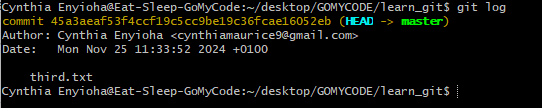 Cynthia Enyioha@Eat-Sleep-GoMyCode:~/desktop/GOMYCODE/learn_git$ git log
commit 45a3aeaf53f4ccf19c5cc9be19c36fcae16052eb (HEAD -> master)
Author: Cynthia Enyioha <cynthiamaurice9@gmail.com>
Date:   Mon Nov 25 11:33:52 2024 +0100
    third.txt
Cynthia Enyioha@Eat-Sleep-GoMyCode:~/desktop/GOMYCODE/learn_git$